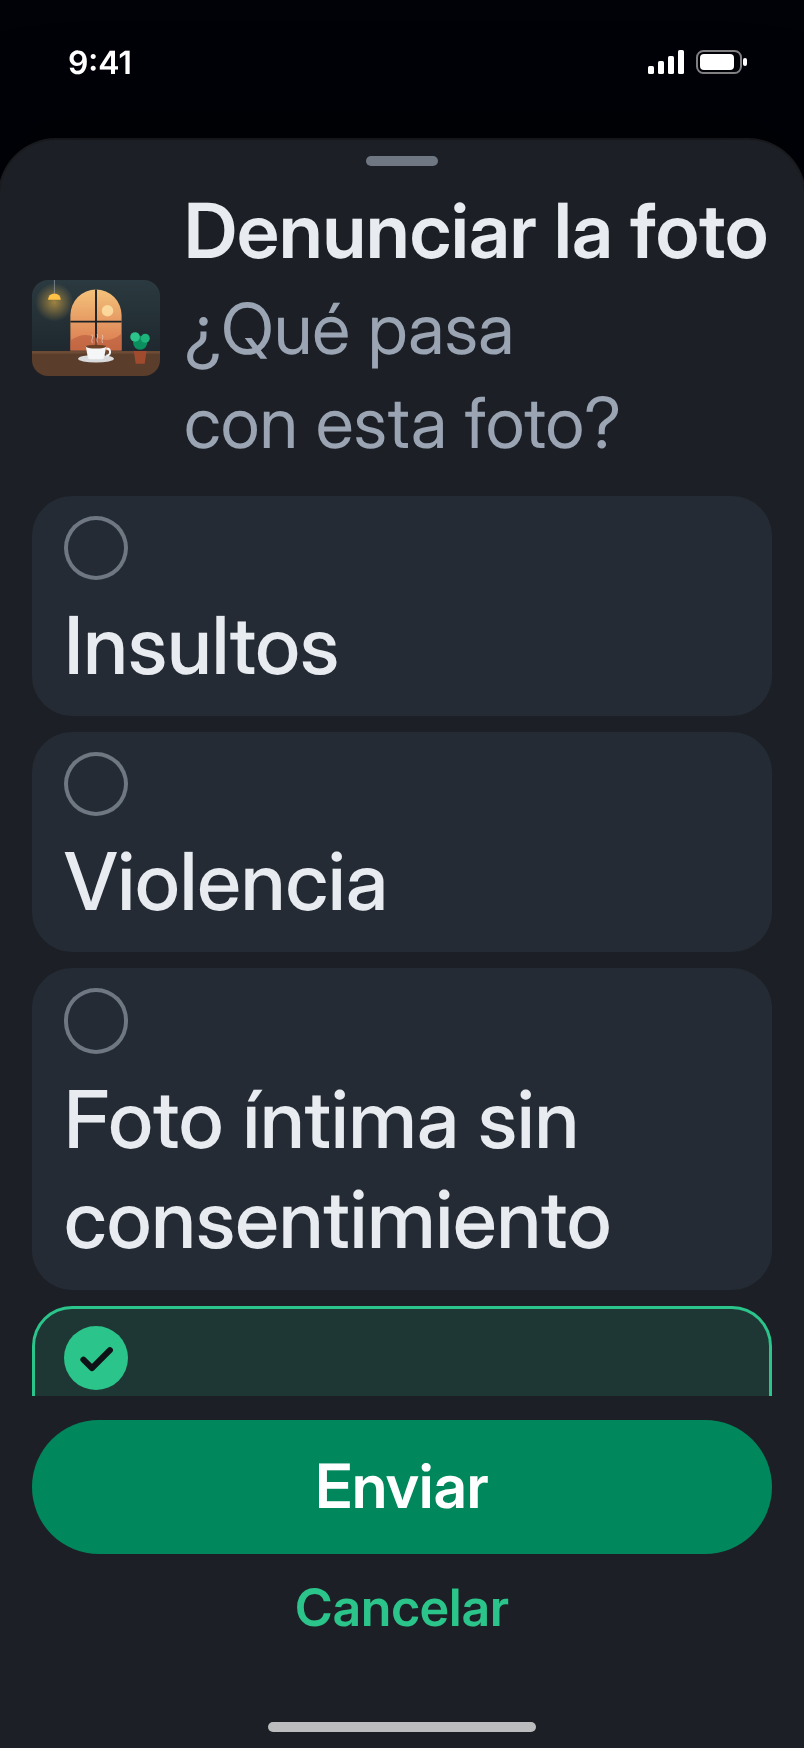 9:41
Denunciar la foto
¿Qué pasa
con esta foto?
Insultos
Violencia
Foto íntima sin
consentimiento
Enviar
Cancelar